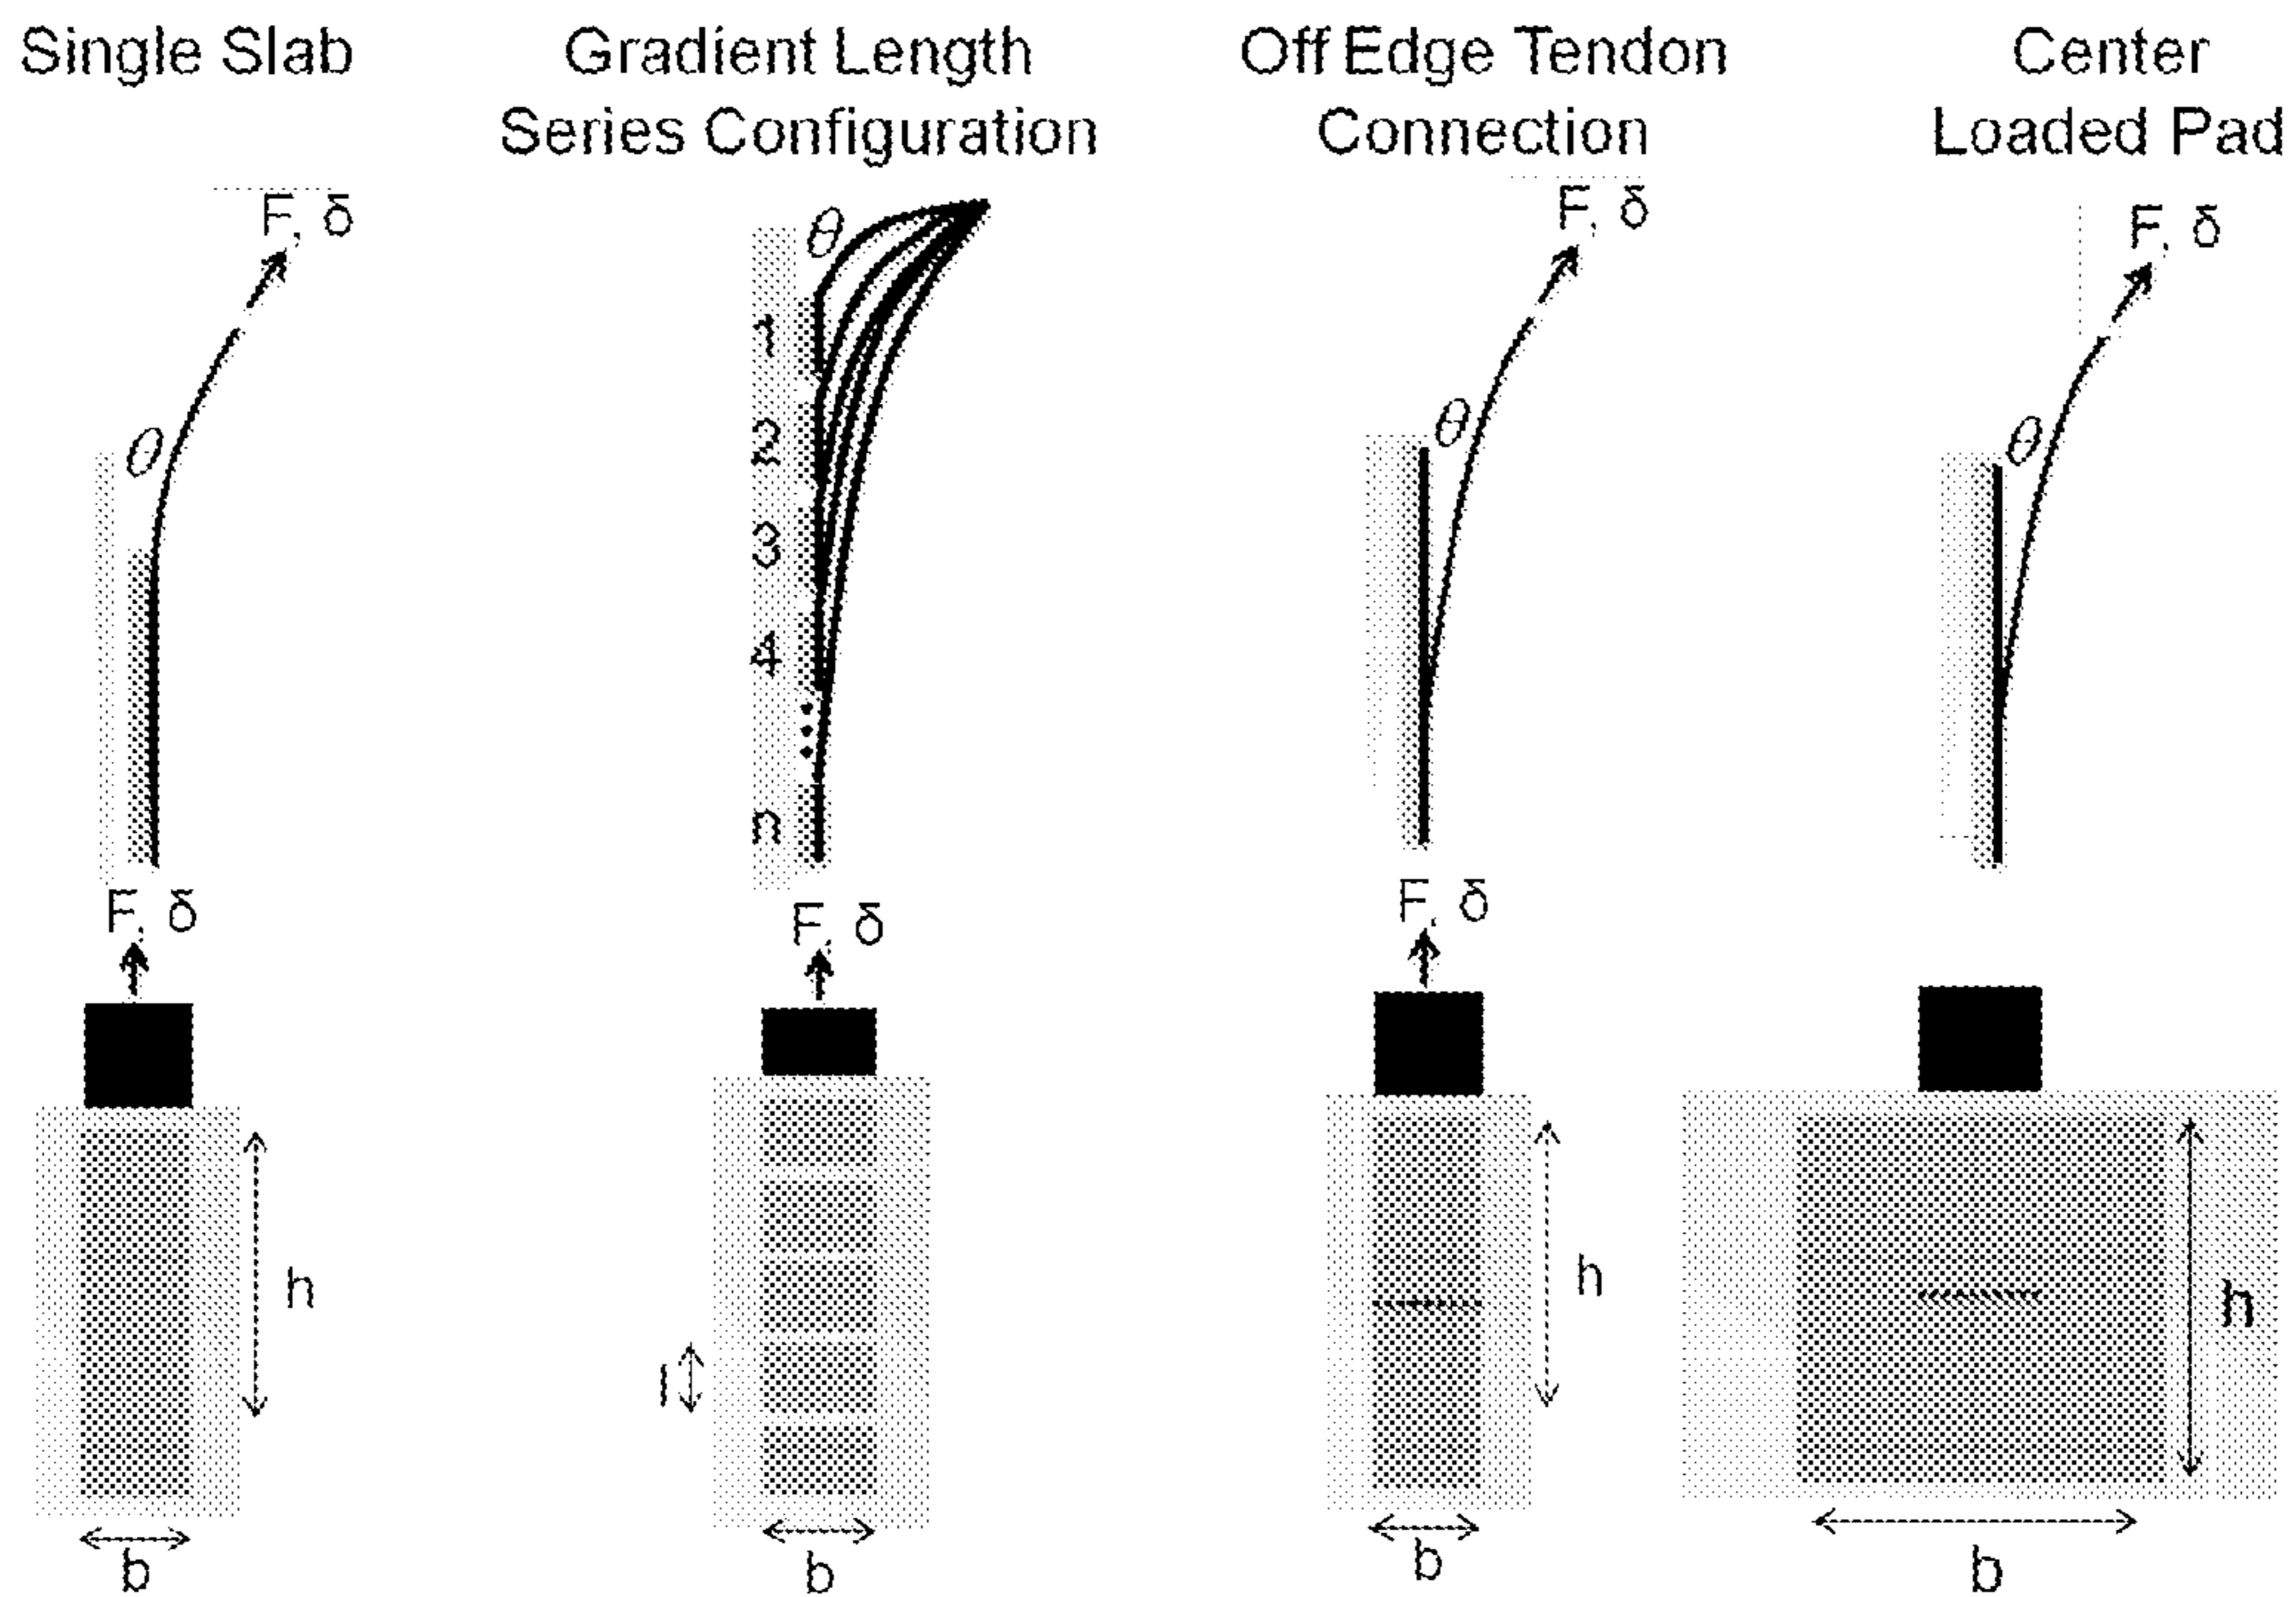 Single Slab
Gradient Length
Series Configuration
Off Edge Tendon
Connection
Center
Loaded Pad
F, δ
θ
F, δ
F, δ
θ
θ
θ
1
2
3
4
n
F, δ
F, δ
F, δ
h
l
h
h
b
b
b
b